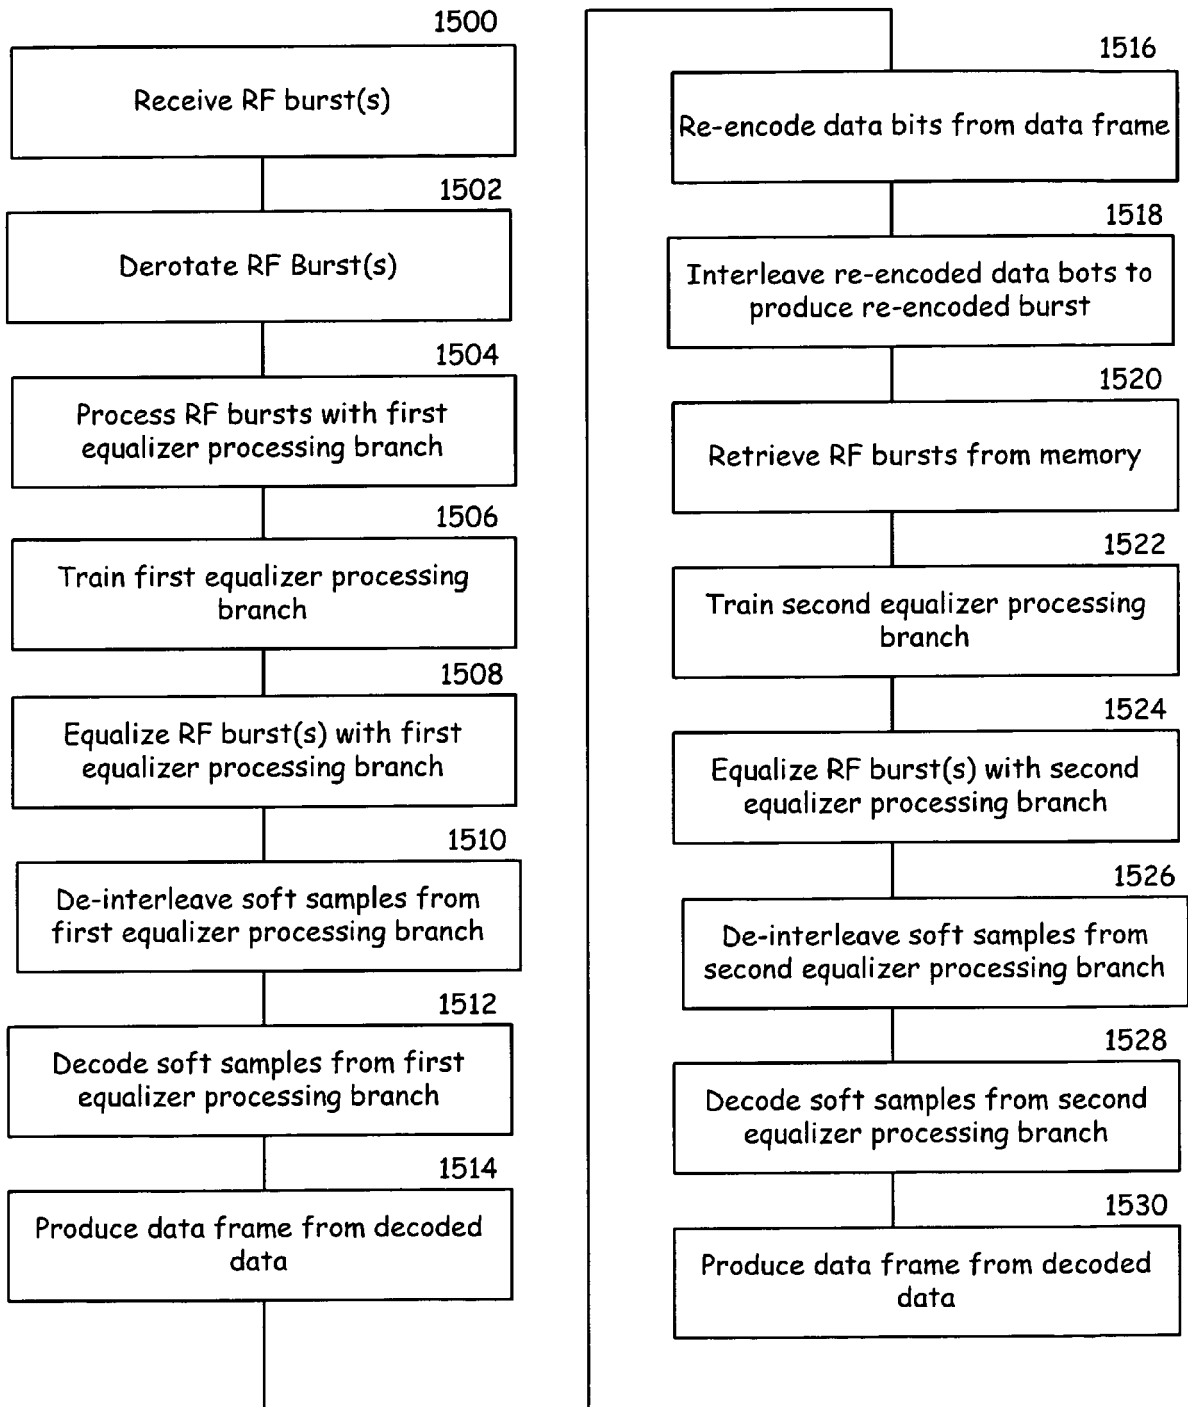 1500
Receive RF burst(s)
1502
Derotate RF Burst(s)
1504
Process RF bursts with first
equalizer processing branch
1506
Train first equalizer processing
branch
1508
Equalize RF burst(s) with first
equalizer processing branch
1510
De-interleave soft samples from
first equalizer processing branch
1512
Decode soft samples from first
equalizer processing branch
1514
Produce data frame from decoded
data
1516
Re-encode data bits from data frame
1518
Interleave re-encoded data bots to
produce re-encoded burst
1520
Retrieve RF bursts from memory
1522
Train second equalizer processing
branch
1524
Equalize RF burst(s) with second
equalizer processing branch
1526
De-interleave soft samples from
second equalizer processing branch
1528
Decode soft samples from second
equalizer processing branch
1530
Produce data frame from decoded
data